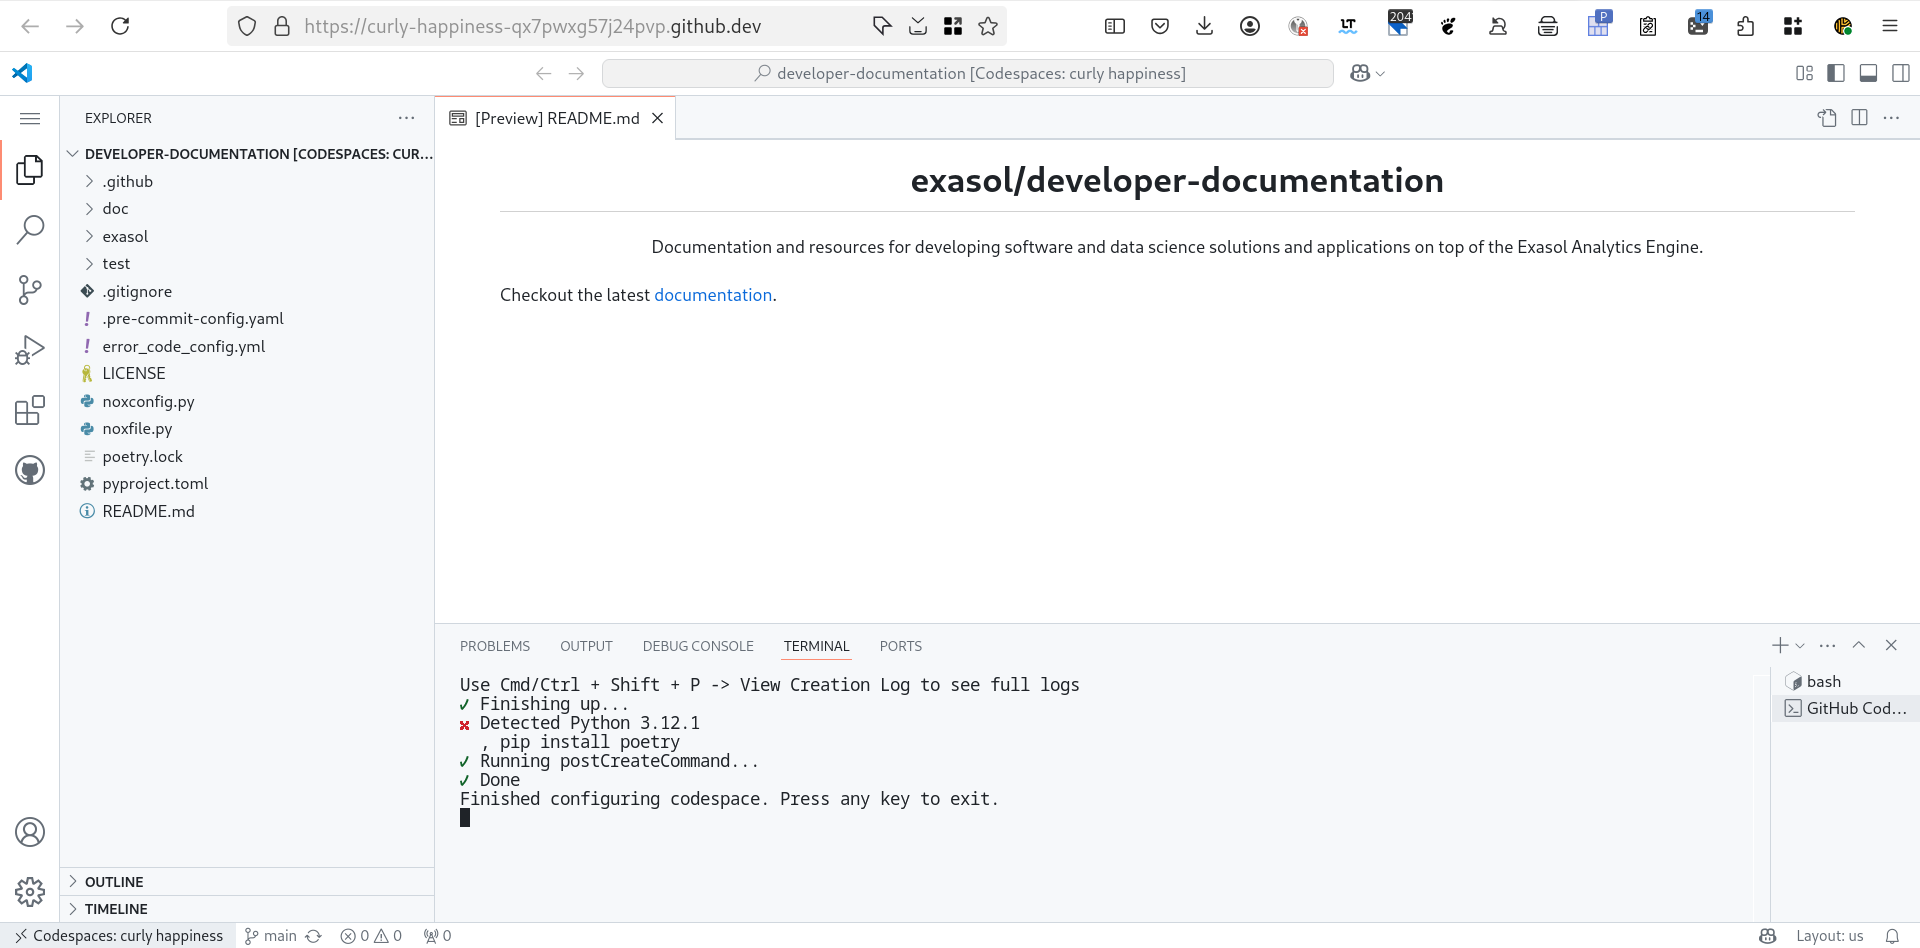 https://curly-happiness-qx7pwxg57j24pvp.github.dev
LT
204
P
14
developer-documentation [Codespaces: curly happiness]
EXPLORER
DEVELOPER-DOCUMENTATION [CODESPACES: CUR...
.github
doc
exasol
test
.gitignore
.pre-commit-config.yaml
error_code_config.yml
LICENSE
noxconfig.py
noxfile.py
poetry.lock
pyproject.toml
README.md
OUTLINE
TIMELINE
[Preview] README.md
exasol/developer-documentation
Documentation and resources for developing software and data science solutions and applications on top of the Exasol Analytics Engine.
Checkout the latest documentation.
PROBLEMS OUTPUT DEBUG CONSOLE TERMINAL PORTS
Use Cmd/Ctrl + Shift + P -> View Creation Log to see full logs
✓ Finishing up...
✗ Detected Python 3.12.1
, pip install poetry
✓ Running postCreateCommand...
✓ Done
Finished configuring codespace. Press any key to exit.
bash
GitHub Cod...
Codespaces: curly happiness main 0 0 0 Layout: us